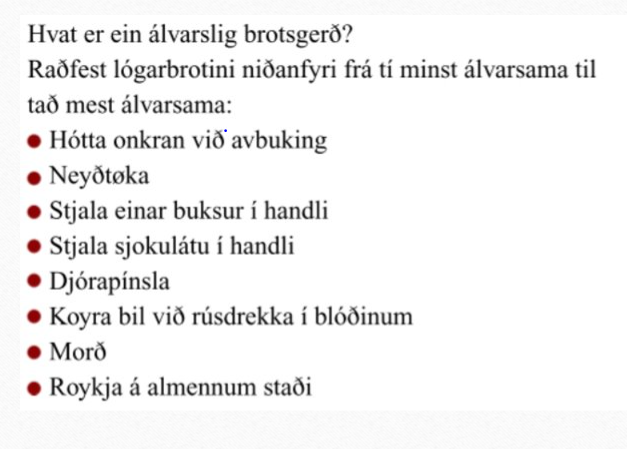 Hvat er ein álvarslig brotsgerð?
Raðfest lógarbrotini niðanfyri frá tí minst álvarsama til
tað mest álvarsama:
● Hótta onkran við avbuking
● Neyðtøka
● Stjala einar buksur í handli
● Stjala sjokulátu í handli
● Djórapínsla
● Koyra bil við rúsdrekka í blóðinum
● Morð
● Roykja á almennum staði